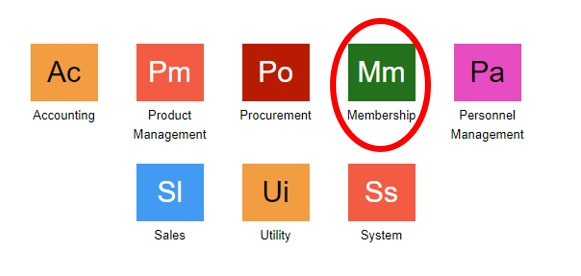 Ac Pm Po Mm Pa
Accounting Product Management Procurement Membership Personnel Management
Sl Ui Ss
Sales Utility System